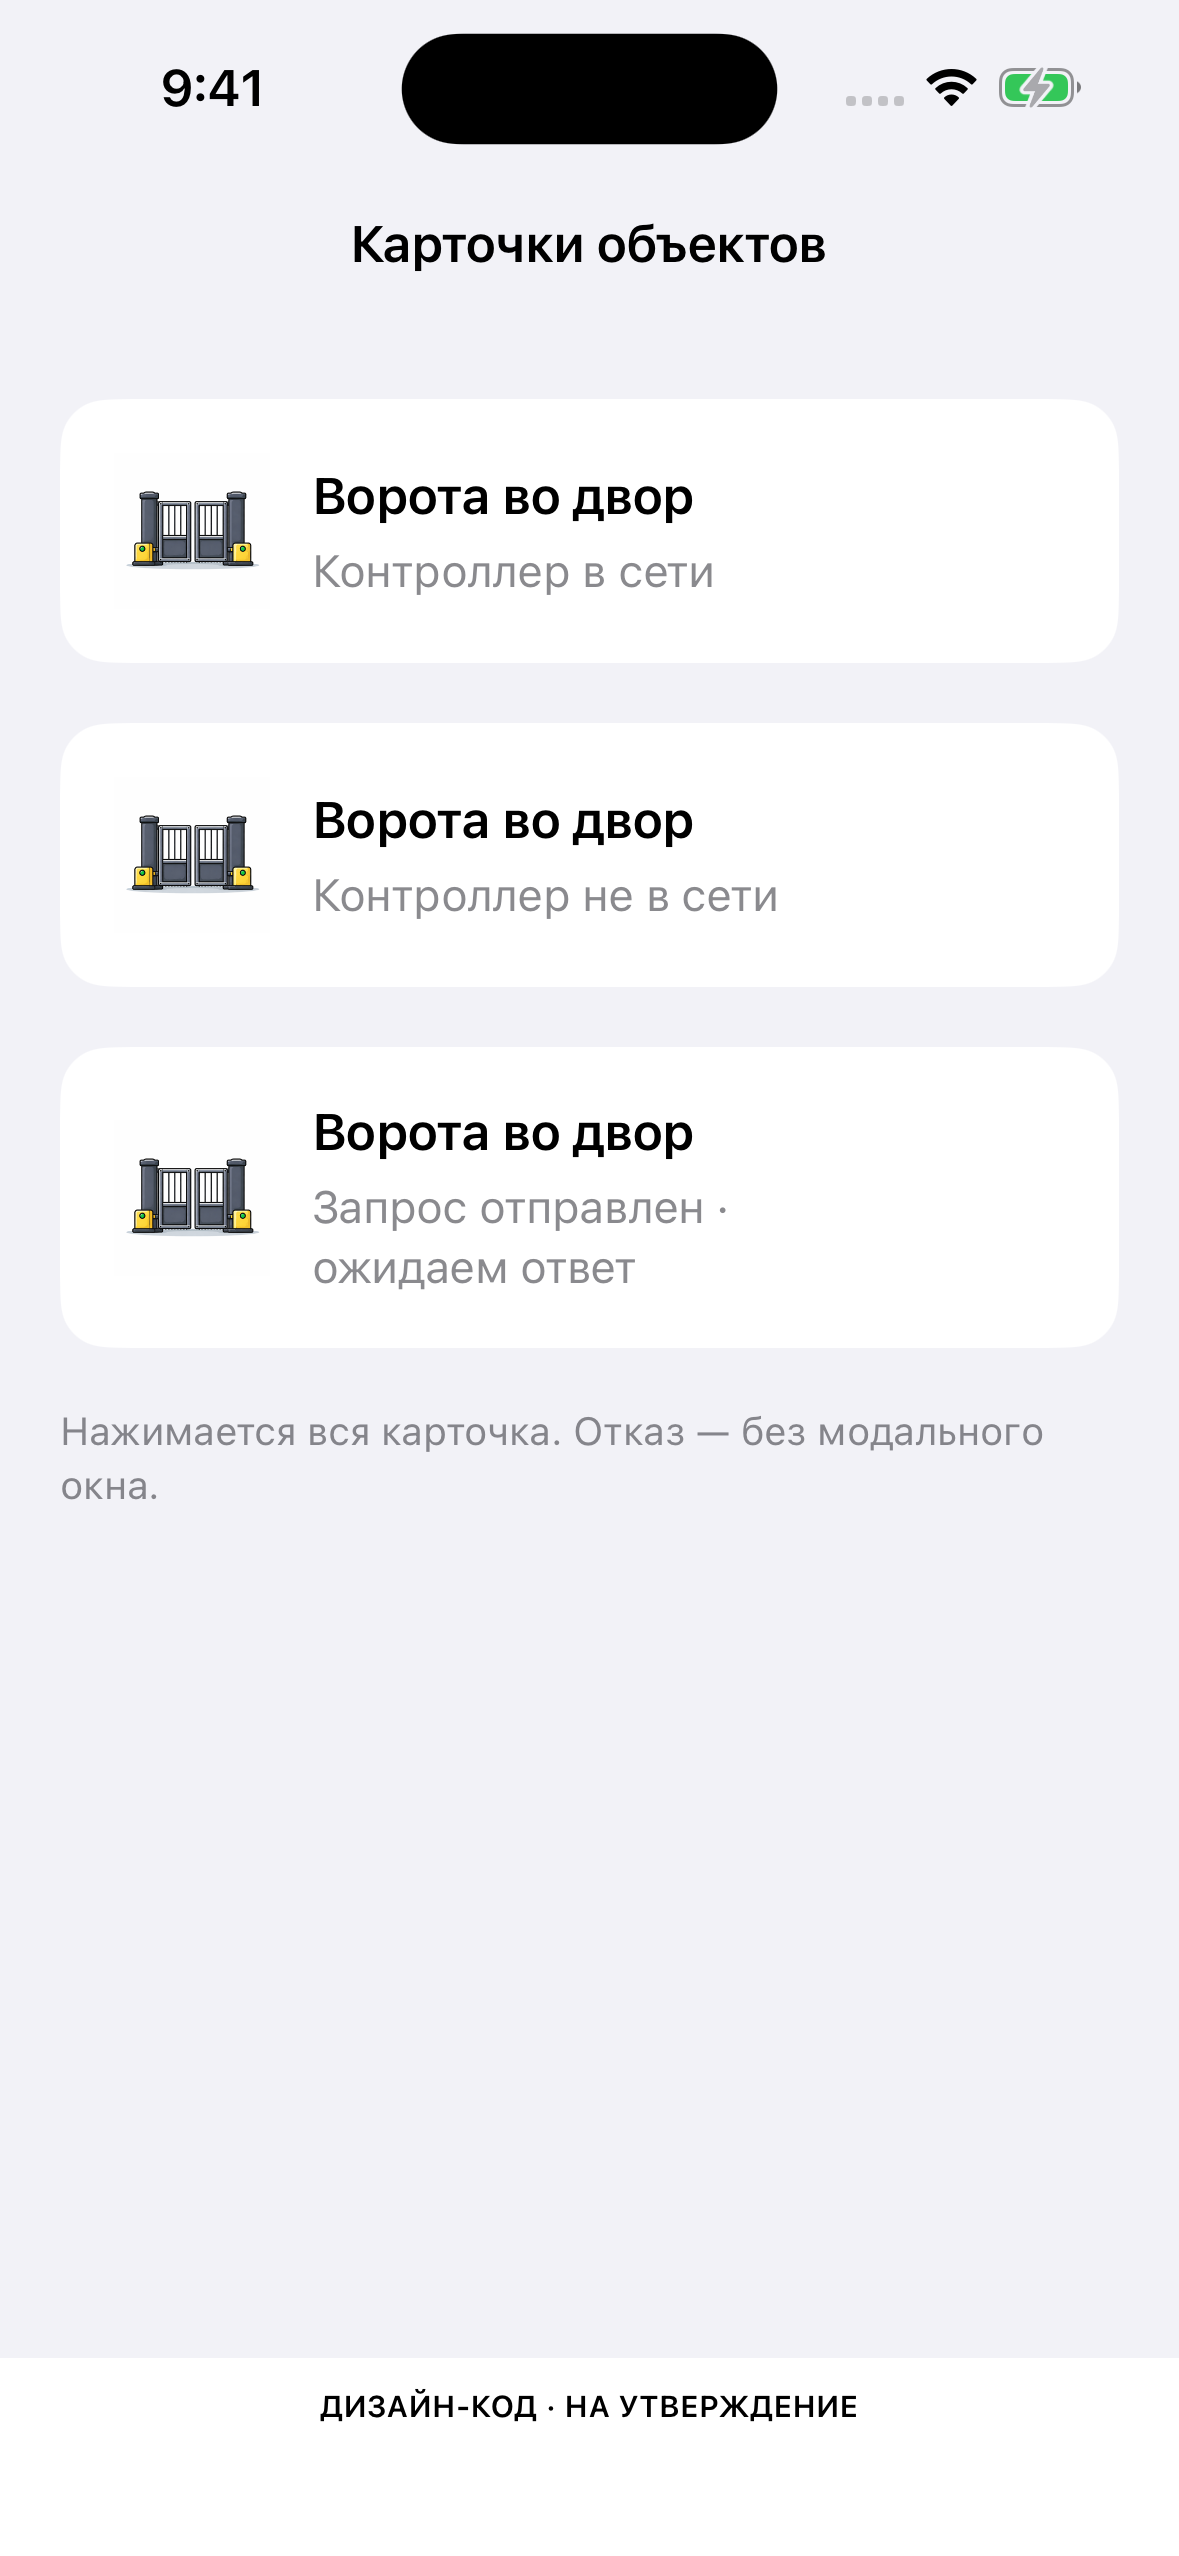 9:41
Карточки объектов
Ворота во двор
Контроллер в сети
Ворота во двор
Контроллер не в сети
Ворота во двор
Запрос отправлен ·
ожидаем ответ
Нажимается вся карточка. Отказ — без модального
окна.
ДИЗАЙН-КОД · НА УТВЕРЖДЕНИЕ